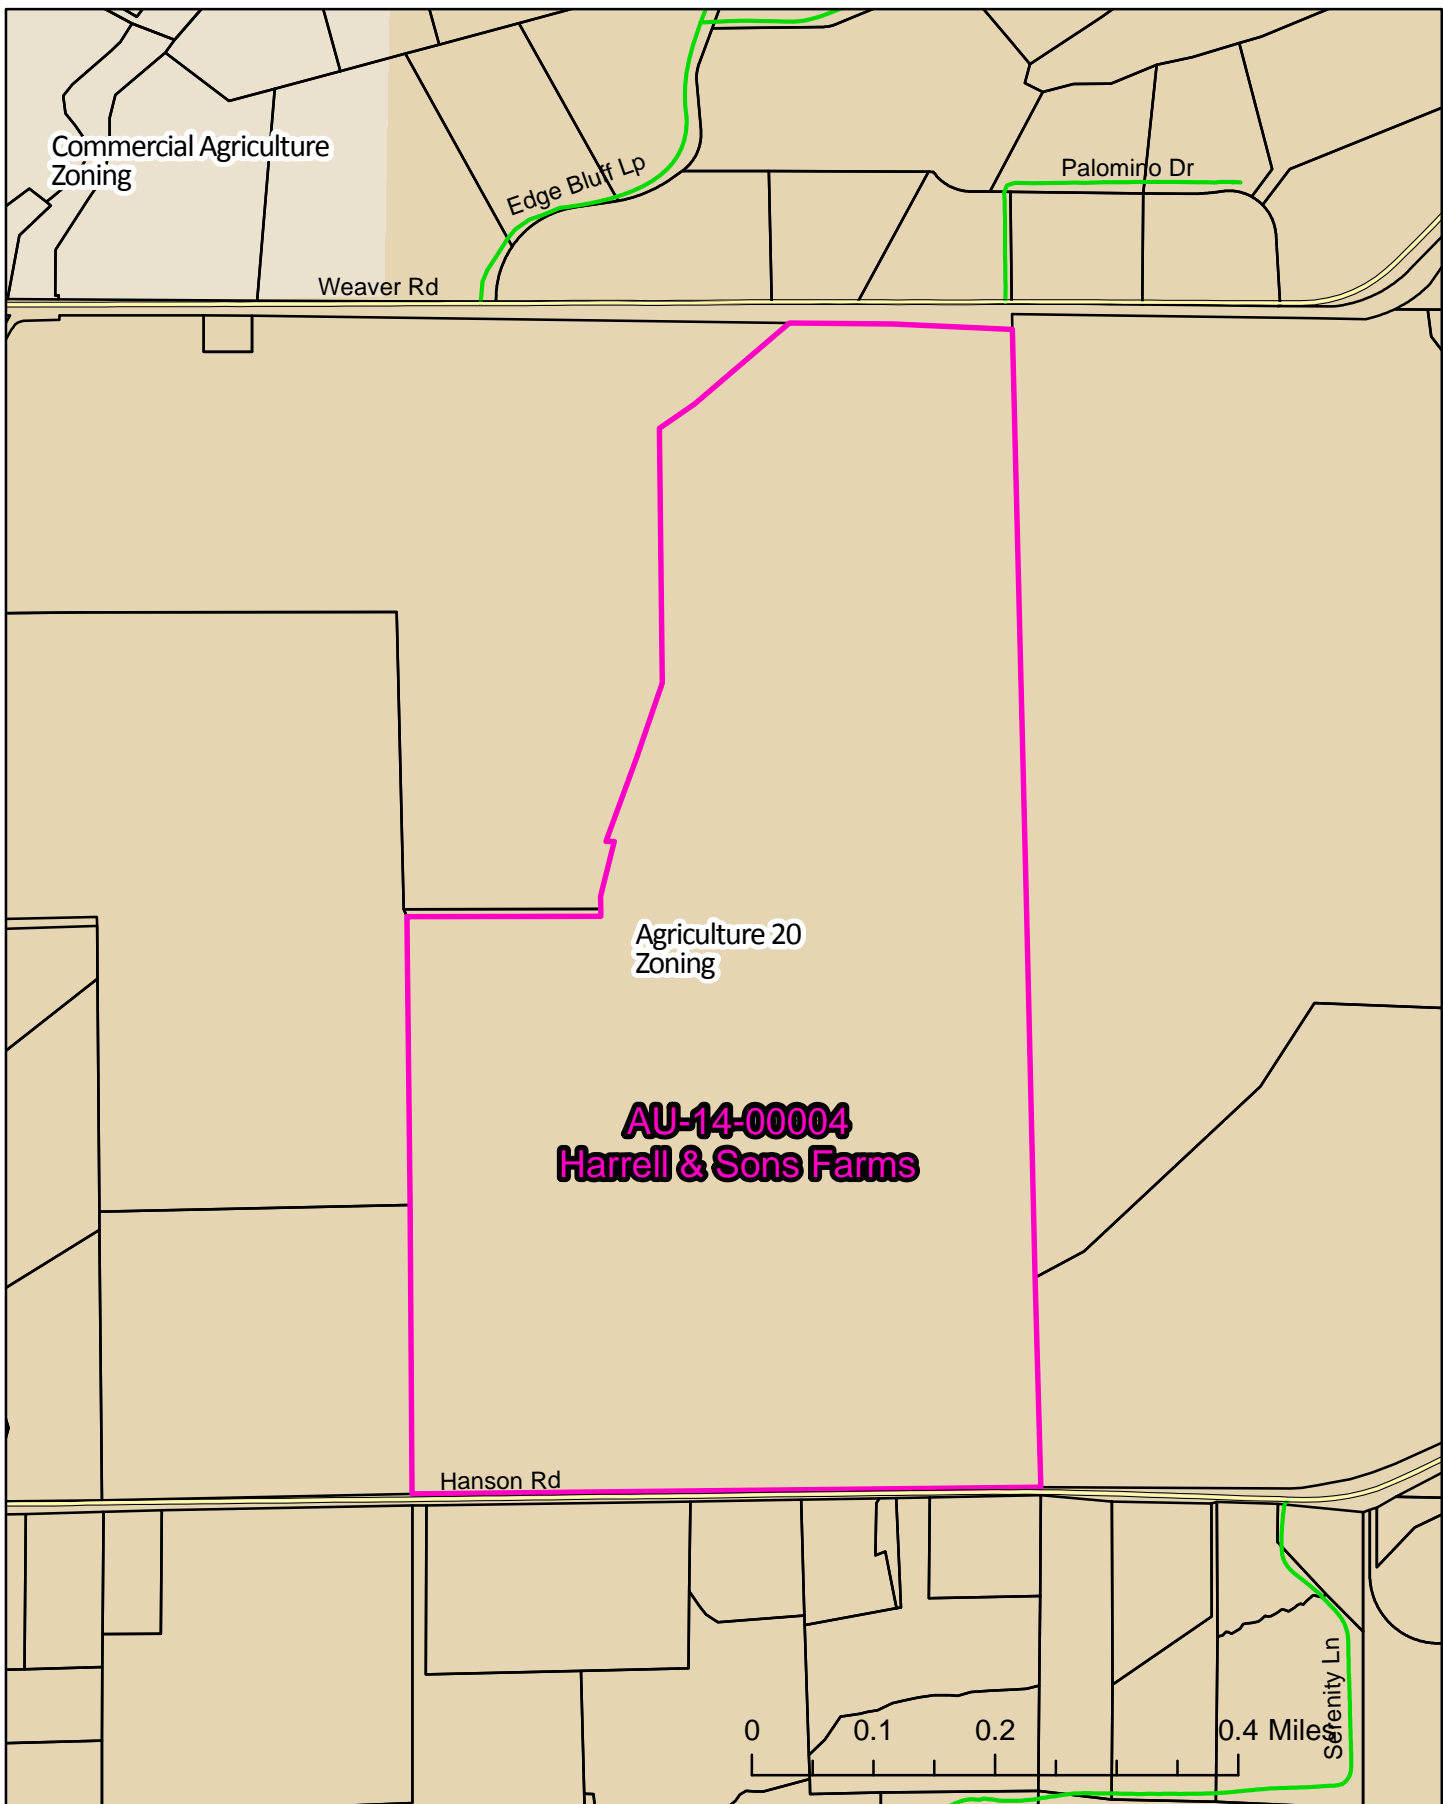 Commercial Agriculture
Zoning
Edge Bluff Lp
Palomino Dr
Weaver Rd
Agriculture 20
Zoning
AU-14-00004
Harrell & Sons Farms
Hanson Rd
Serenity Ln
0 0.1 0.2 0.4 Miles